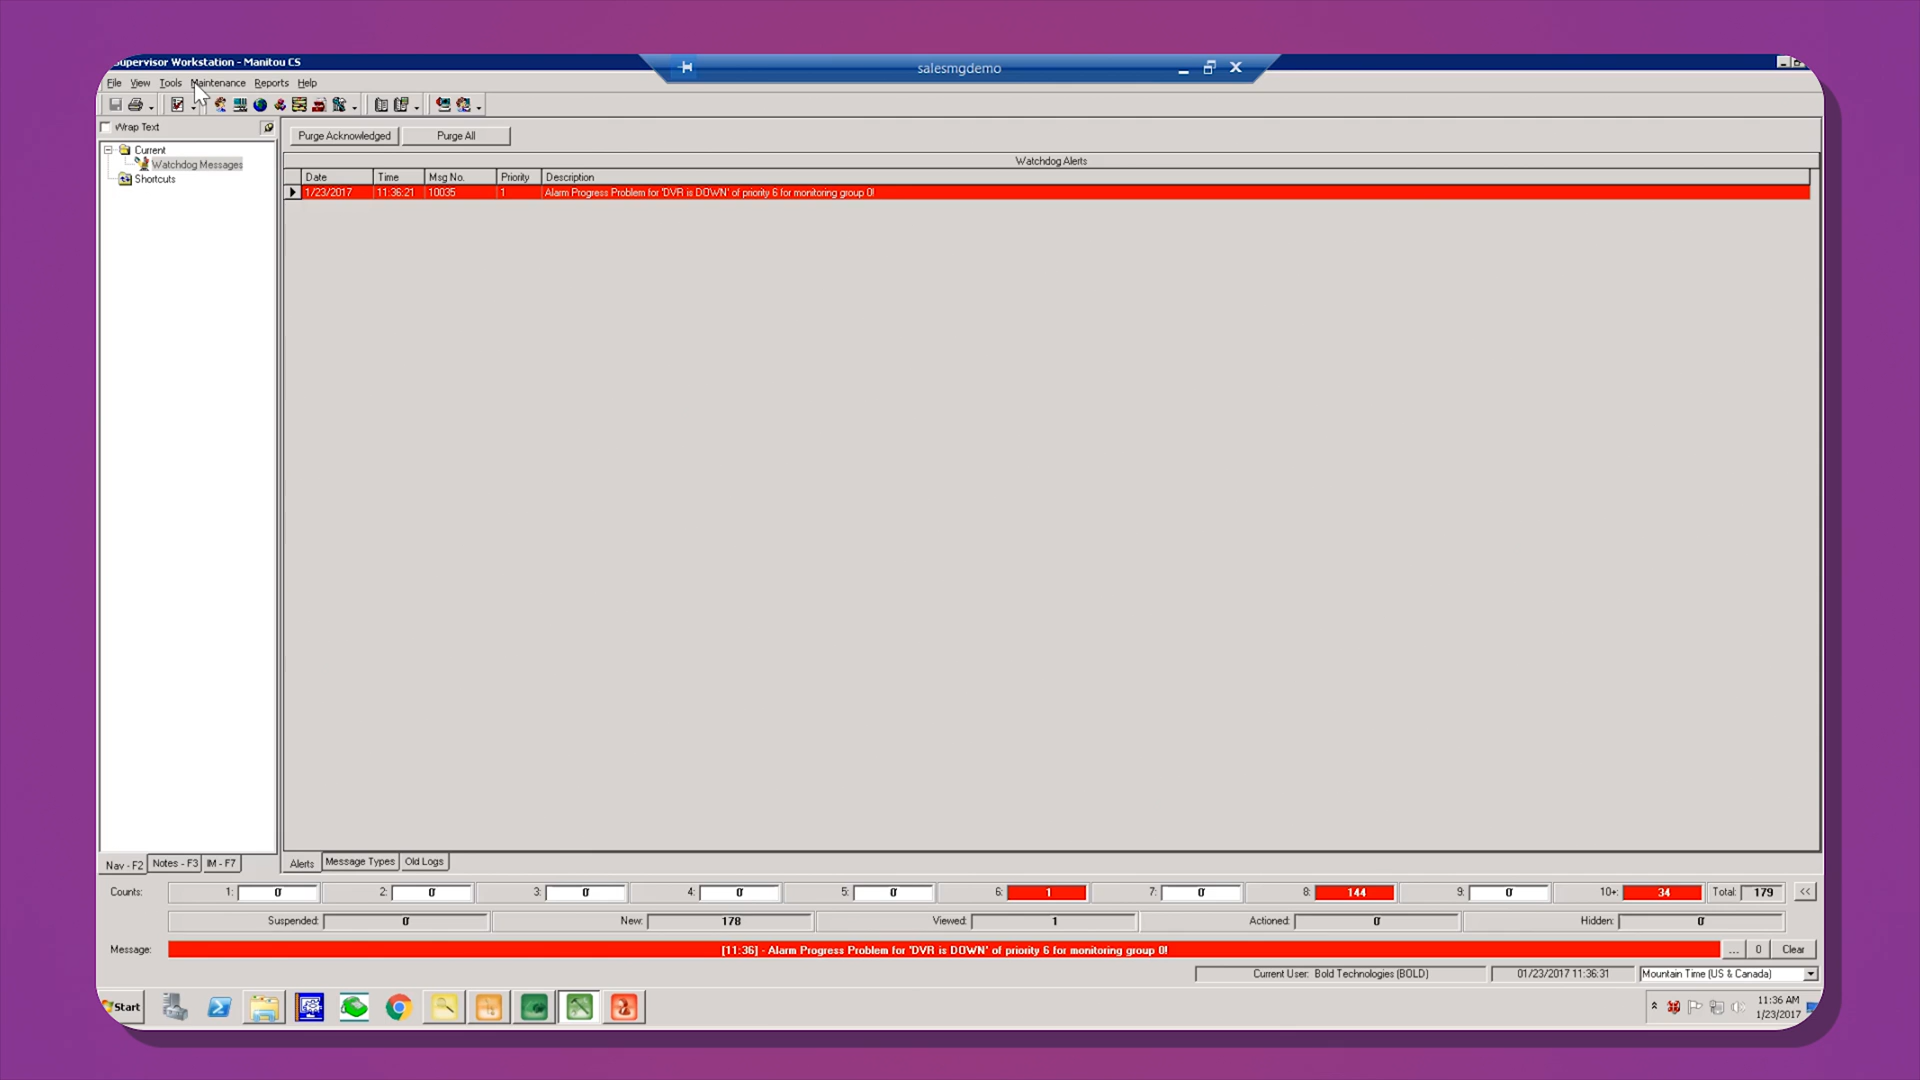 Supervisor Workstation - Manitou CS
salesmgdemo
File View Tools Maintenance Reports Help
Wrap Text
Purge Acknowledged Purge All
Current
Watchdog Messages
Shortcuts
Watchdog Alerts
Date Time Msg No. Priority Description
1/23/2017 11:36:21 10035 1 Alarm Progress Problem for 'DVR is DOWN' of priority 6 for monitoring group 0!
Nav - F2 Notes - F3 IM - F7
Alerts Message Types Old Logs
Counts: 1: 0 2: 0 3: 0 4: 0 5: 0 6: 1 7: 0 8: 144 9: 0 10+: 34 Total: 179 <<
Suspended: 0 New: 178 Viewed: 1 Actioned: 0 Hidden: 0
Message: [11:36] - Alarm Progress Problem for 'DVR is DOWN' of priority 6 for monitoring group 0! ... 0 Clear
Current User: Bold Technologies (BOLD) 01/23/2017 11:36:31 Mountain Time (US & Canada)
Start
11:36 AM
1/23/2017